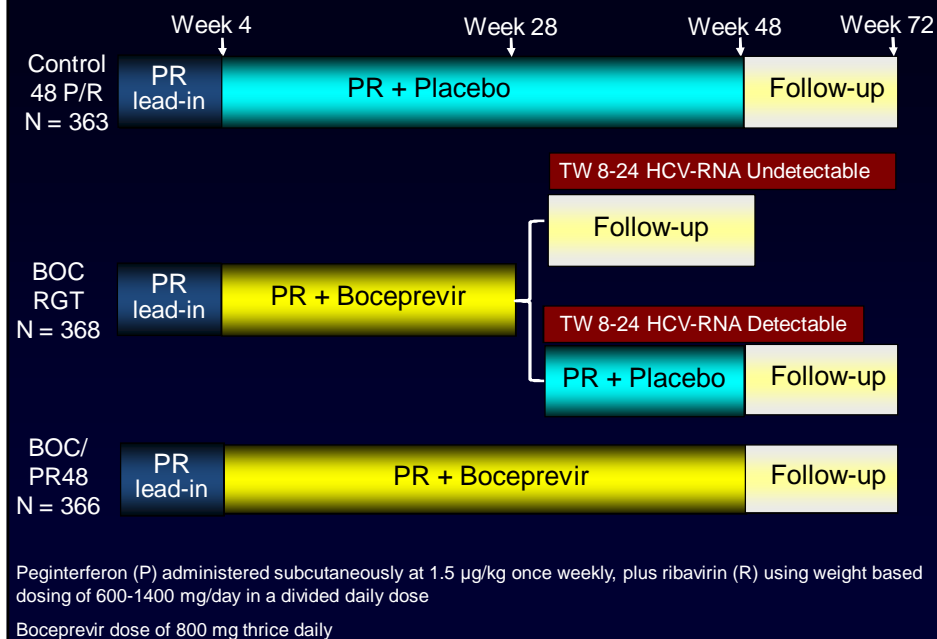 Week 4
Week 28
Week 48
Week 72
Control
48 P/R
N = 363
PR
lead-in
PR + Placebo
Follow-up
TW 8-24 HCV-RNA Undetectable
Follow-up
BOC
RGT
N = 368
PR
lead-in
PR + Boceprevir
TW 8-24 HCV-RNA Detectable
PR + Placebo
Follow-up
BOC/
PR48
N = 366
PR
lead-in
PR + Boceprevir
Follow-up
Peginterferon (P) administered subcutaneously at 1.5 µg/kg once weekly, plus ribavirin (R) using weight based
dosing of 600-1400 mg/day in a divided daily dose
Boceprevir dose of 800 mg thrice daily